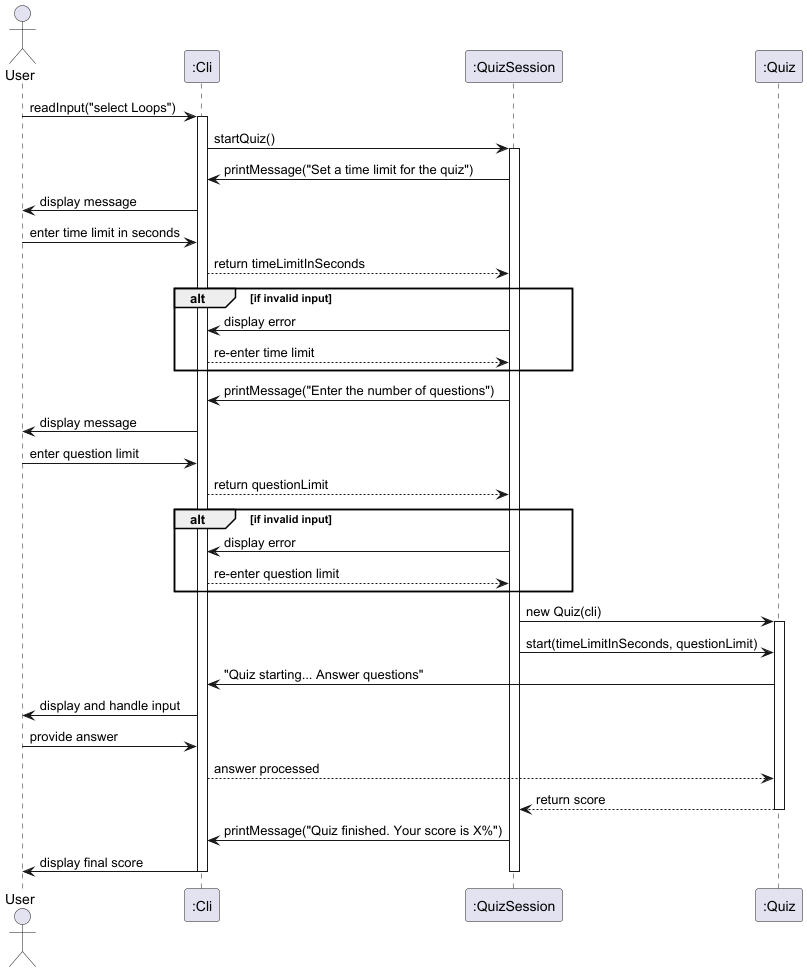 User
:Cli
:QuizSession
:Quiz
readInput("select Loops")
startQuiz()
printMessage("Set a time limit for the quiz")
display message
enter time limit in seconds
return timeLimitInSeconds
alt
[if invalid input]
display error
re-enter time limit
printMessage("Enter the number of questions")
display message
enter question limit
return questionLimit
alt
[if invalid input]
display error
re-enter question limit
new Quiz(cli)
start(timeLimitInSeconds, questionLimit)
"Quiz starting... Answer questions"
display and handle input
provide answer
answer processed
return score
printMessage("Quiz finished. Your score is X%")
display final score
User
:Cli
:QuizSession
:Quiz